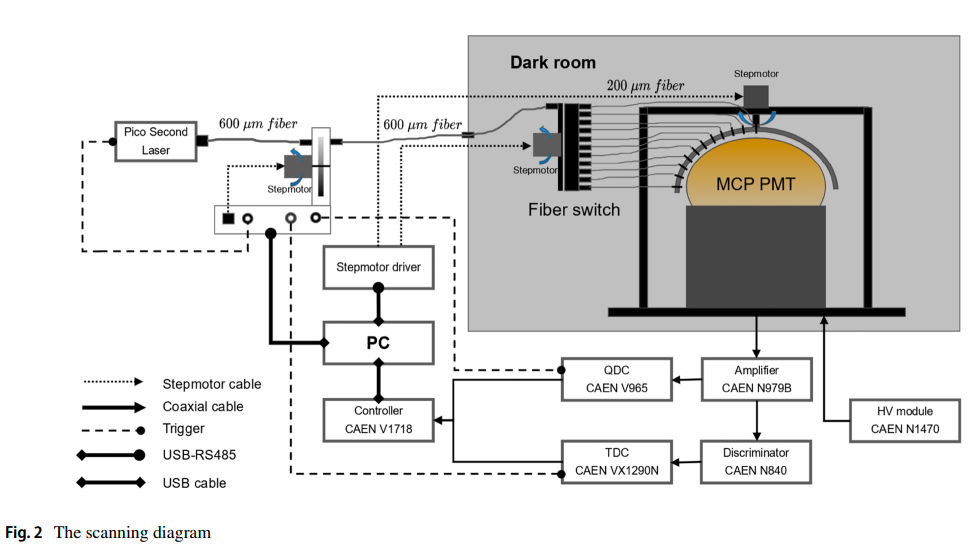 Dark room
200 μm fiber
Stepmotor
600 μm fiber
600 μm fiber
Pico Second
Laser
Stepmotor
Stepmotor
MCP PMT
Fiber switch
Stepmotor driver
PC
QDC
CAEN V965
Amplifier
CAEN N979B
Controller
CAEN V1718
HV module
CAEN N1470
TDC
CAEN VX1290N
Discriminator
CAEN N840
Stepmotor cable
Coaxial cable
Trigger
USB-RS485
USB cable
Fig. 2 The scanning diagram